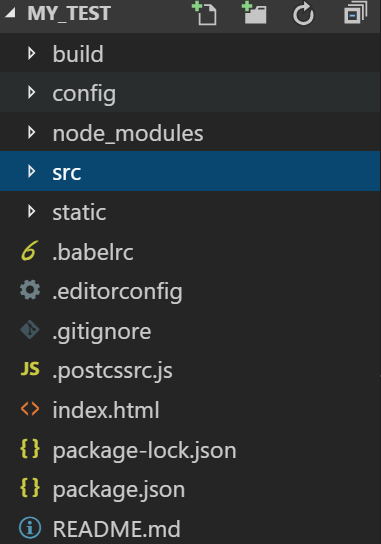 MY_TEST
build
config
node_modules
src
static
.babelrc
.editorconfig
.gitignore
JS .postcssrc.js
<> index.html
{ } package-lock.json
{ } package.json
README.md